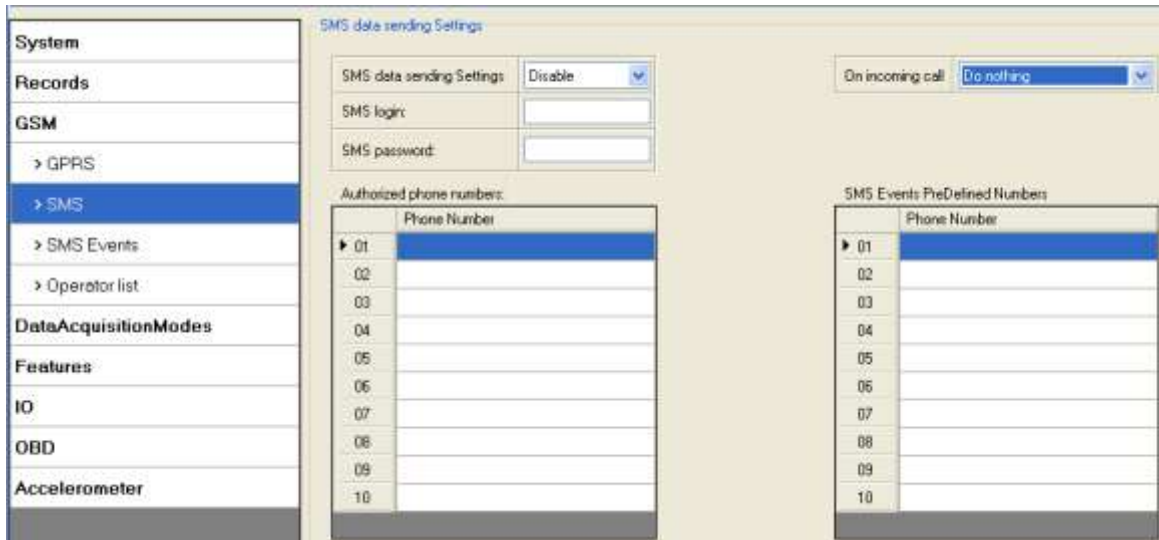 System
Records
GSM
> GPRS
> SMS
> SMS Events
> Operator list
DataAcquisitionModes
Features
IO
OBD
Accelerometer
SMS data sending Settings
SMS data sending Settings Disable
SMS login:
SMS password:
On incoming call Do nothing
Authorized phone numbers:
Phone Number
01
02
03
04
05
06
07
08
09
10
SMS Events PreDefined Numbers
Phone Number
01
02
03
04
05
06
07
08
09
10